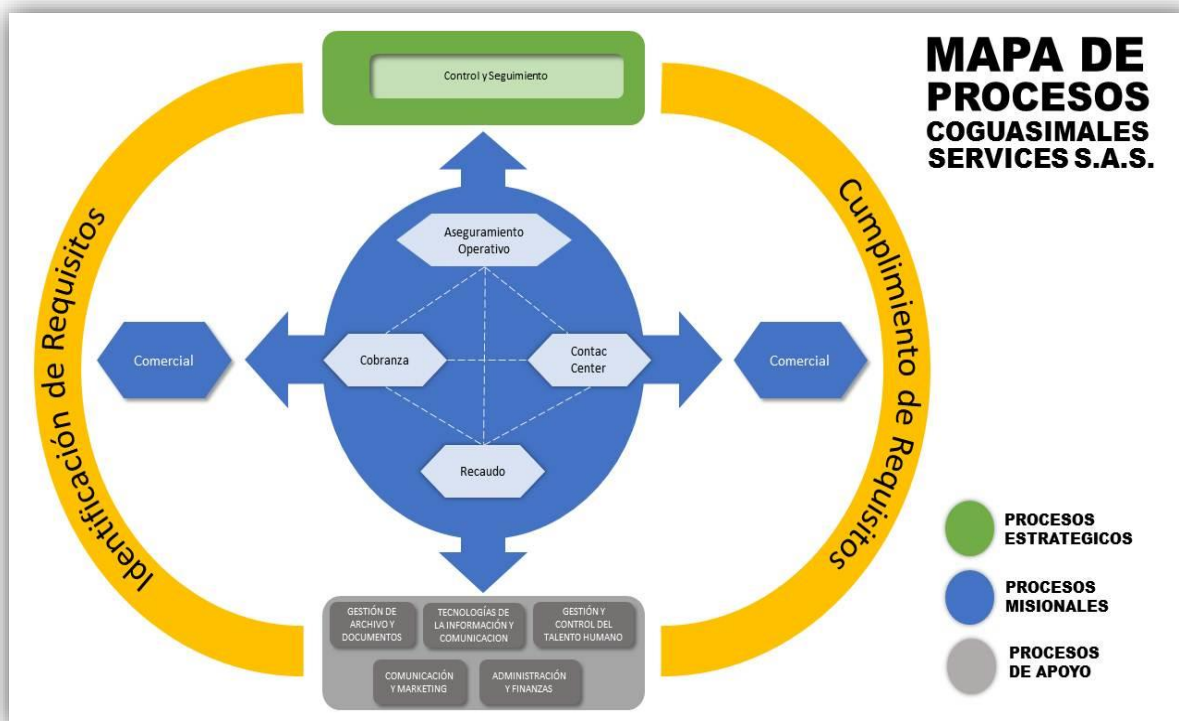 MAPA DE
PROCESOS
COGUASIMALES
SERVICES S.A.S.
Control y Seguimiento
Identificación de Requisitos
Cumplimiento de Requisitos
Aseguramiento
Operativo
Comercial
Cobranza
Contac
Center
Comercial
Recaudo
GESTIÓN DE
ARCHIVO Y
DOCUMENTOS
TECNOLOGÍAS DE
LA INFORMACIÓN Y
COMUNICACION
GESTIÓN Y
CONTROL DEL
TALENTO HUMANO
COMUNICACIÓN
Y MARKETING
ADMINISTRACIÓN
Y FINANZAS
PROCESOS
ESTRATEGICOS
PROCESOS
MISIONALES
PROCESOS
DE APOYO